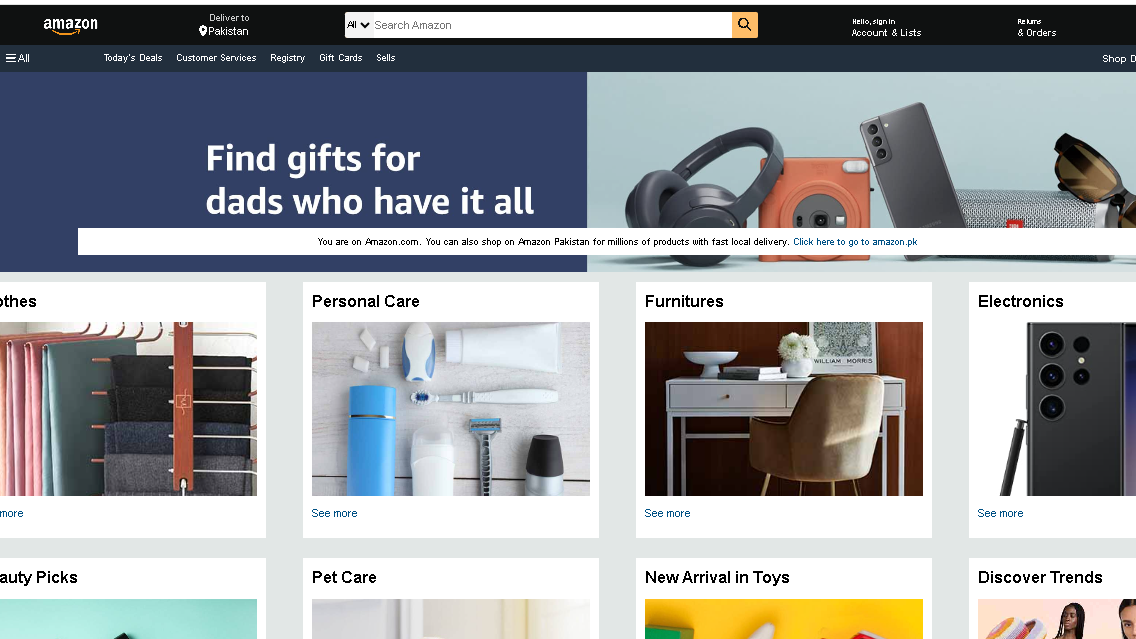 amazon
Deliver to
Pakistan
All
Search Amazon
Hello, sign in
Account & Lists
Returns
& Orders
All
Today's Deals
Customer Services
Registry
Gift Cards
Sells
Shop D
Find gifts for
dads who have it all
You are on Amazon.com. You can also shop on Amazon Pakistan for millions of products with fast local delivery. Click here to go to amazon.pk
othes
Personal Care
Furnitures
Electronics
WILLIAM MORRIS
more
See more
See more
See more
auty Picks
Pet Care
New Arrival in Toys
Discover Trends